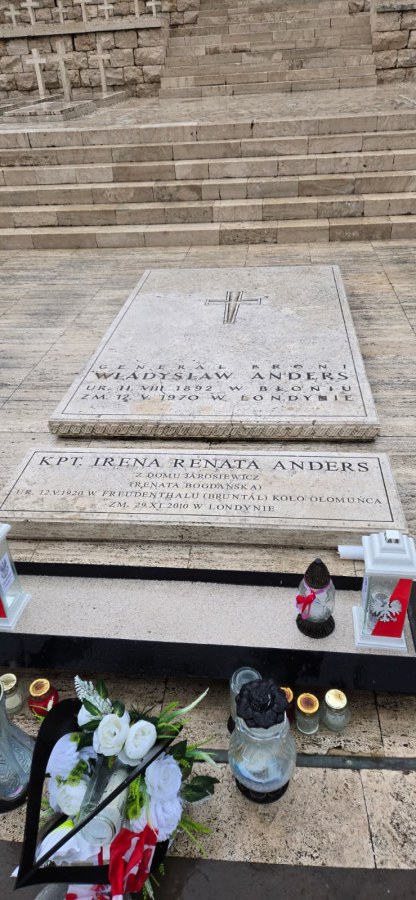 GENERAŁ BRONI
WŁADYSŁAW ANDERS
UR. 11. VIII. 1892 W BŁONIU
ZM. 12. V. 1970 W LONDYNIE
KPT. IRENA RENATA ANDERS
Z DOMU JAROSIEWICZ
(RENATA BOGDAŃSKA)
UR. 12.V.1920 W FREUDENTHALU (BRUNTÁL) KOŁO OŁOMUŃCA
ZM. 29.XI.2010 W LONDYNIE